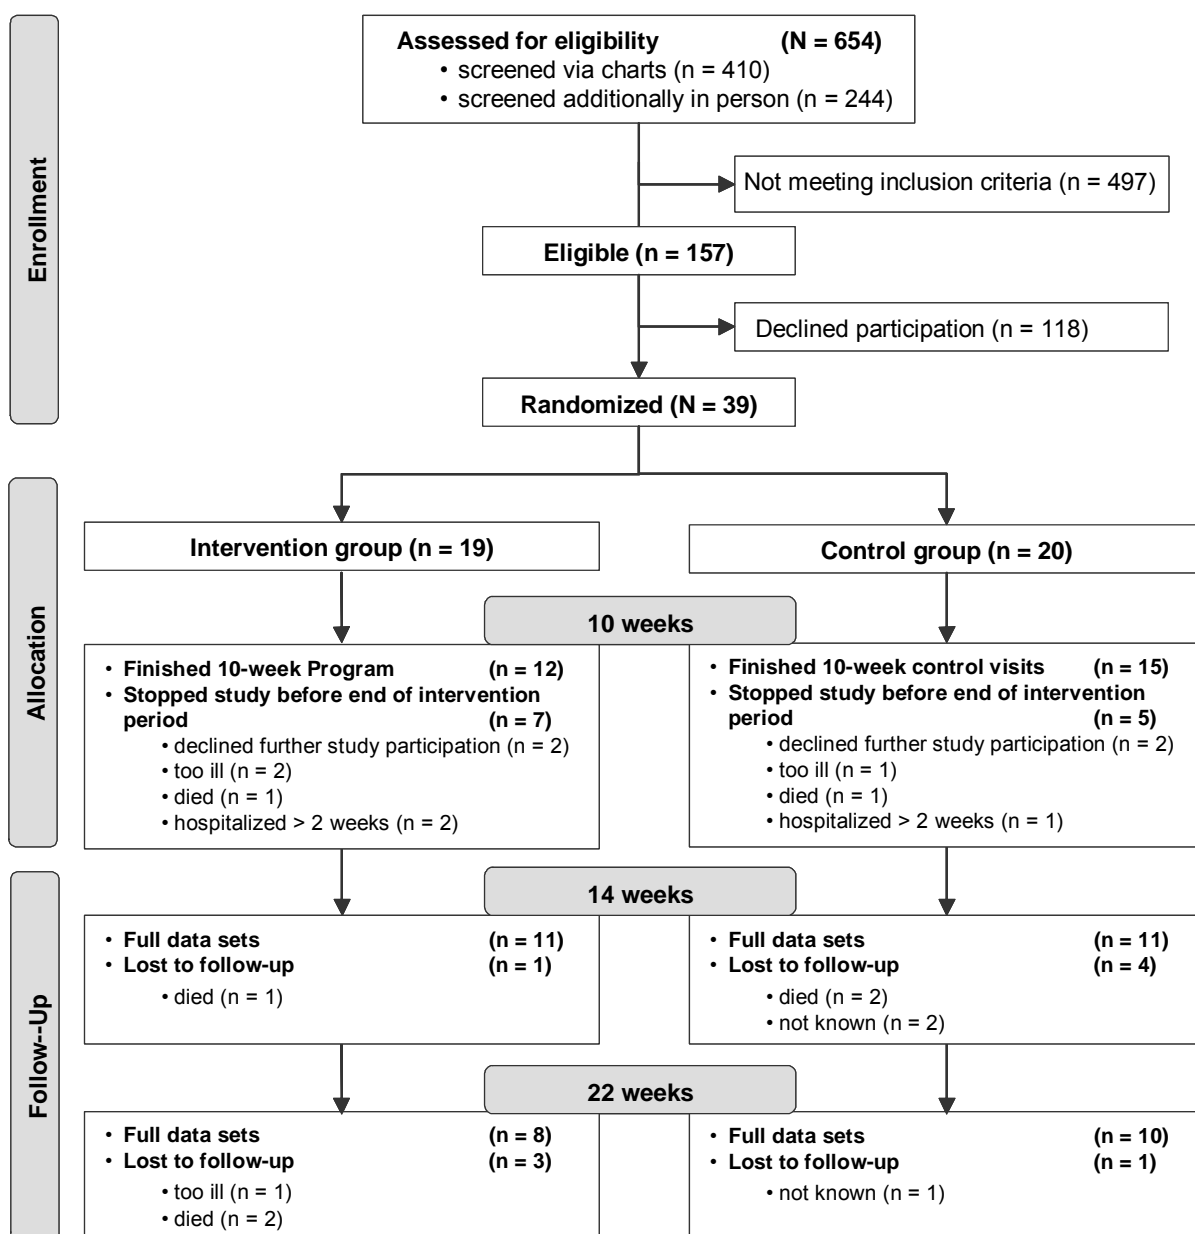 Enrollment
Assessed for eligibility (N = 654)
• screened via charts (n = 410)
• screened additionally in person (n = 244)
Not meeting inclusion criteria (n = 497)
Eligible (n = 157)
Declined participation (n = 118)
Randomized (N = 39)
Allocation
Intervention group (n = 19)
Control group (n = 20)
10 weeks
• Finished 10-week Program (n = 12)
• Stopped study before end of intervention
period (n = 7)
• declined further study participation (n = 2)
• too ill (n = 2)
• died (n = 1)
• hospitalized > 2 weeks (n = 2)
• Finished 10-week control visits (n = 15)
• Stopped study before end of intervention
period (n = 5)
• declined further study participation (n = 2)
• too ill (n = 1)
• died (n = 1)
• hospitalized > 2 weeks (n = 1)
Follow--Up
14 weeks
• Full data sets (n = 11)
• Lost to follow-up (n = 1)
• died (n = 1)
• Full data sets (n = 11)
• Lost to follow-up (n = 4)
• died (n = 2)
• not known (n = 2)
22 weeks
• Full data sets (n = 8)
• Lost to follow-up (n = 3)
• too ill (n = 1)
• died (n = 2)
• Full data sets (n = 10)
• Lost to follow-up (n = 1)
• not known (n = 1)